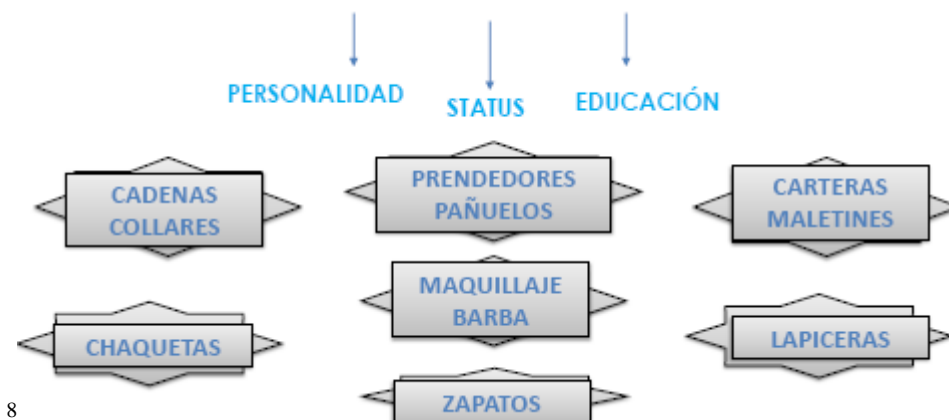 PERSONALIDAD
STATUS
EDUCACIÓN
CADENAS
COLLARES
PRENDEDORES
PAÑUELOS
CARTERAS
MALETINES
MAQUILLAJE
BARBA
CHAQUETAS
LAPICERAS
ZAPATOS
8